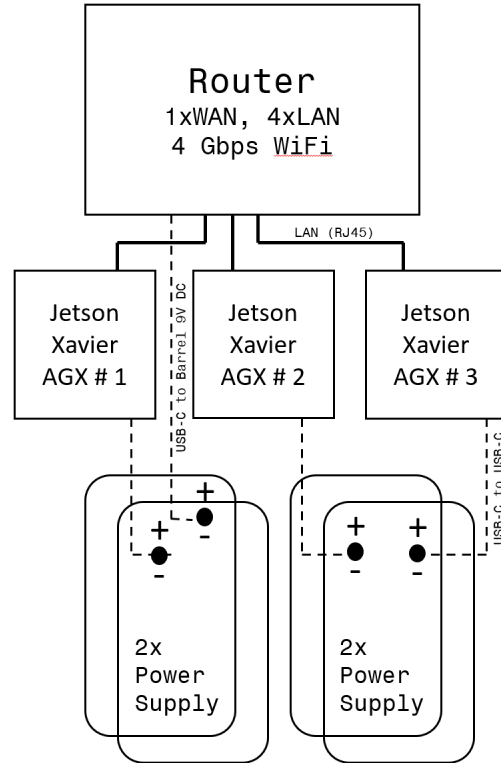 Router
1xWAN, 4xLAN
4 Gbps WiFi
LAN (RJ45)
Jetson
Xavier
AGX # 1
Jetson
Xavier
AGX # 2
Jetson
Xavier
AGX # 3
USB-C to Barrel 9V DC
USB-C to USB-C
+
-
+
-
+
-
+
-
2x
Power
Supply
2x
Power
Supply